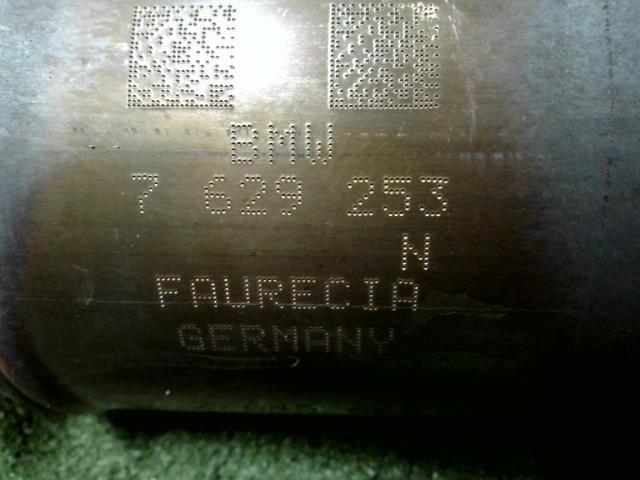 BMW
7 629 253
N
FAURECIA
GERMANY